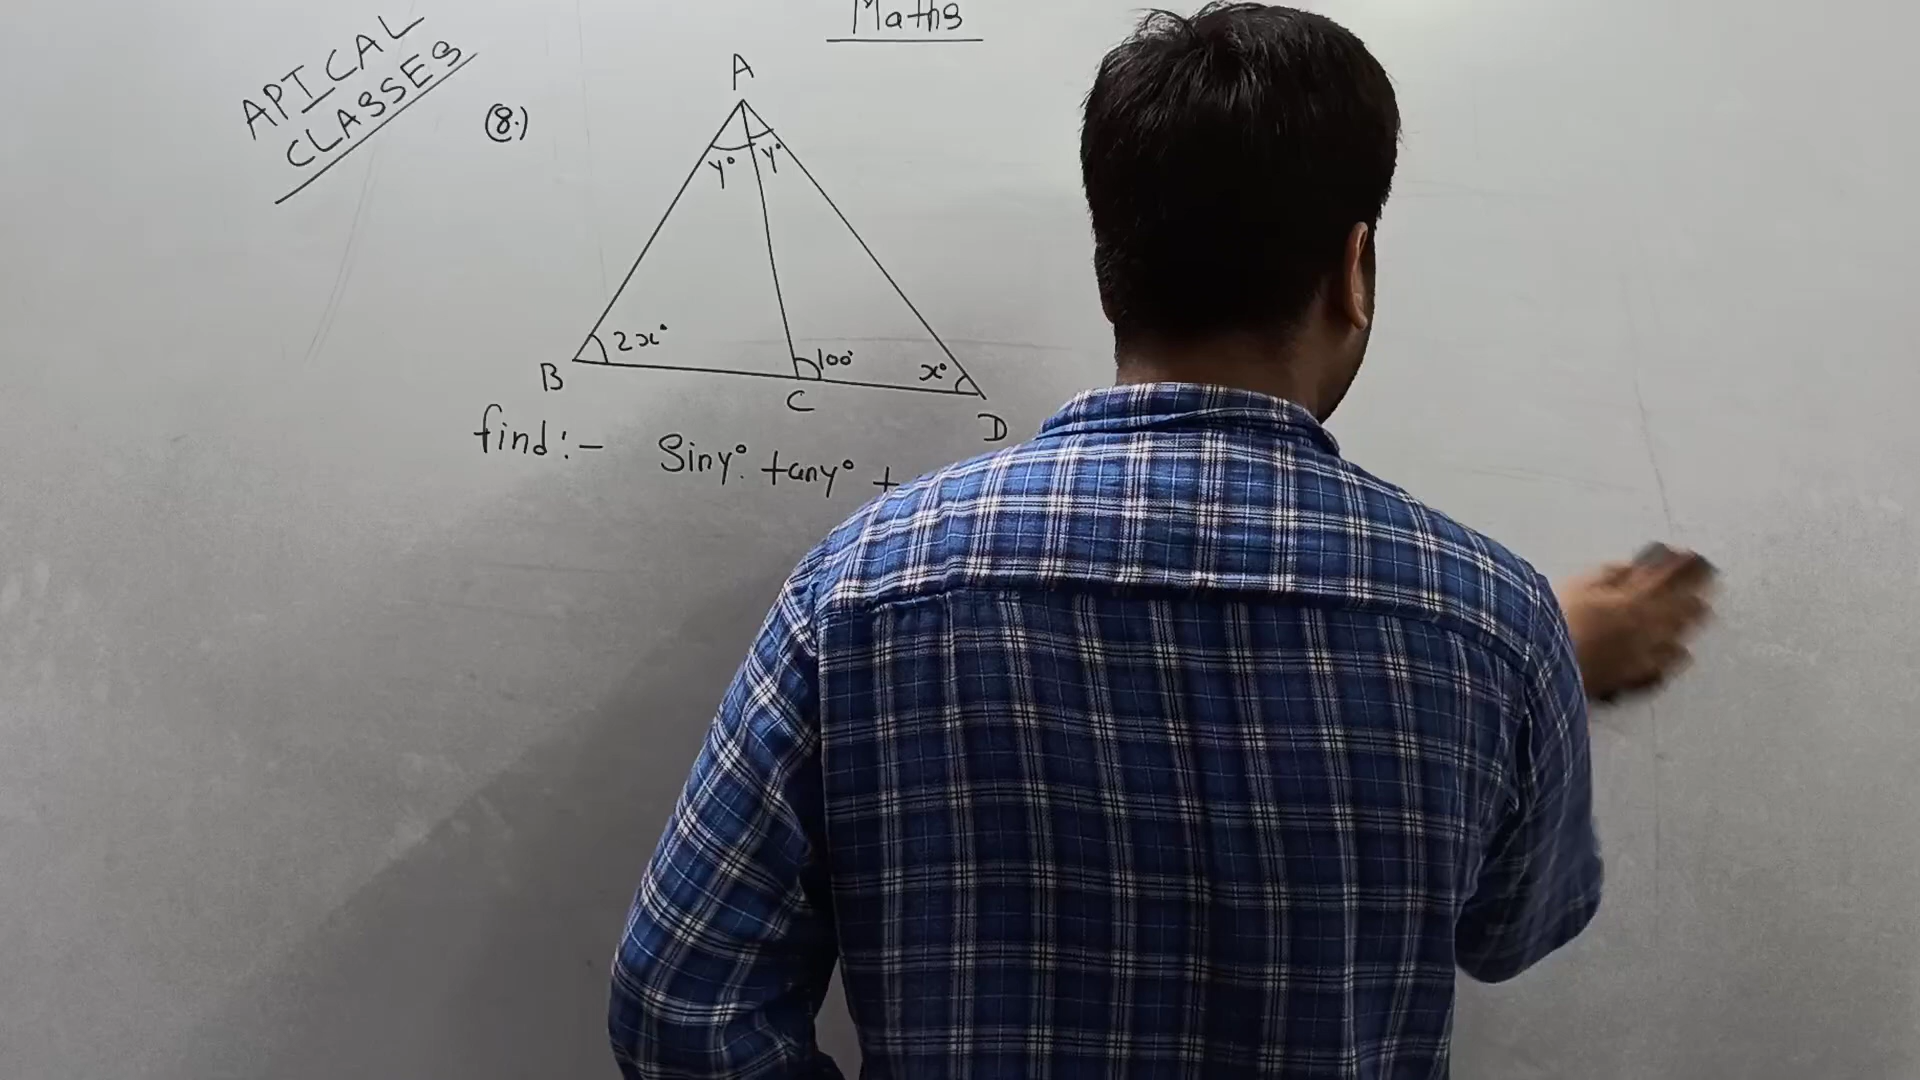 Maths
APICAL
CLASSES
(8.)
A
y° y°
2x°
100°
x°
B
C
D
find:- Siny°. tany° +